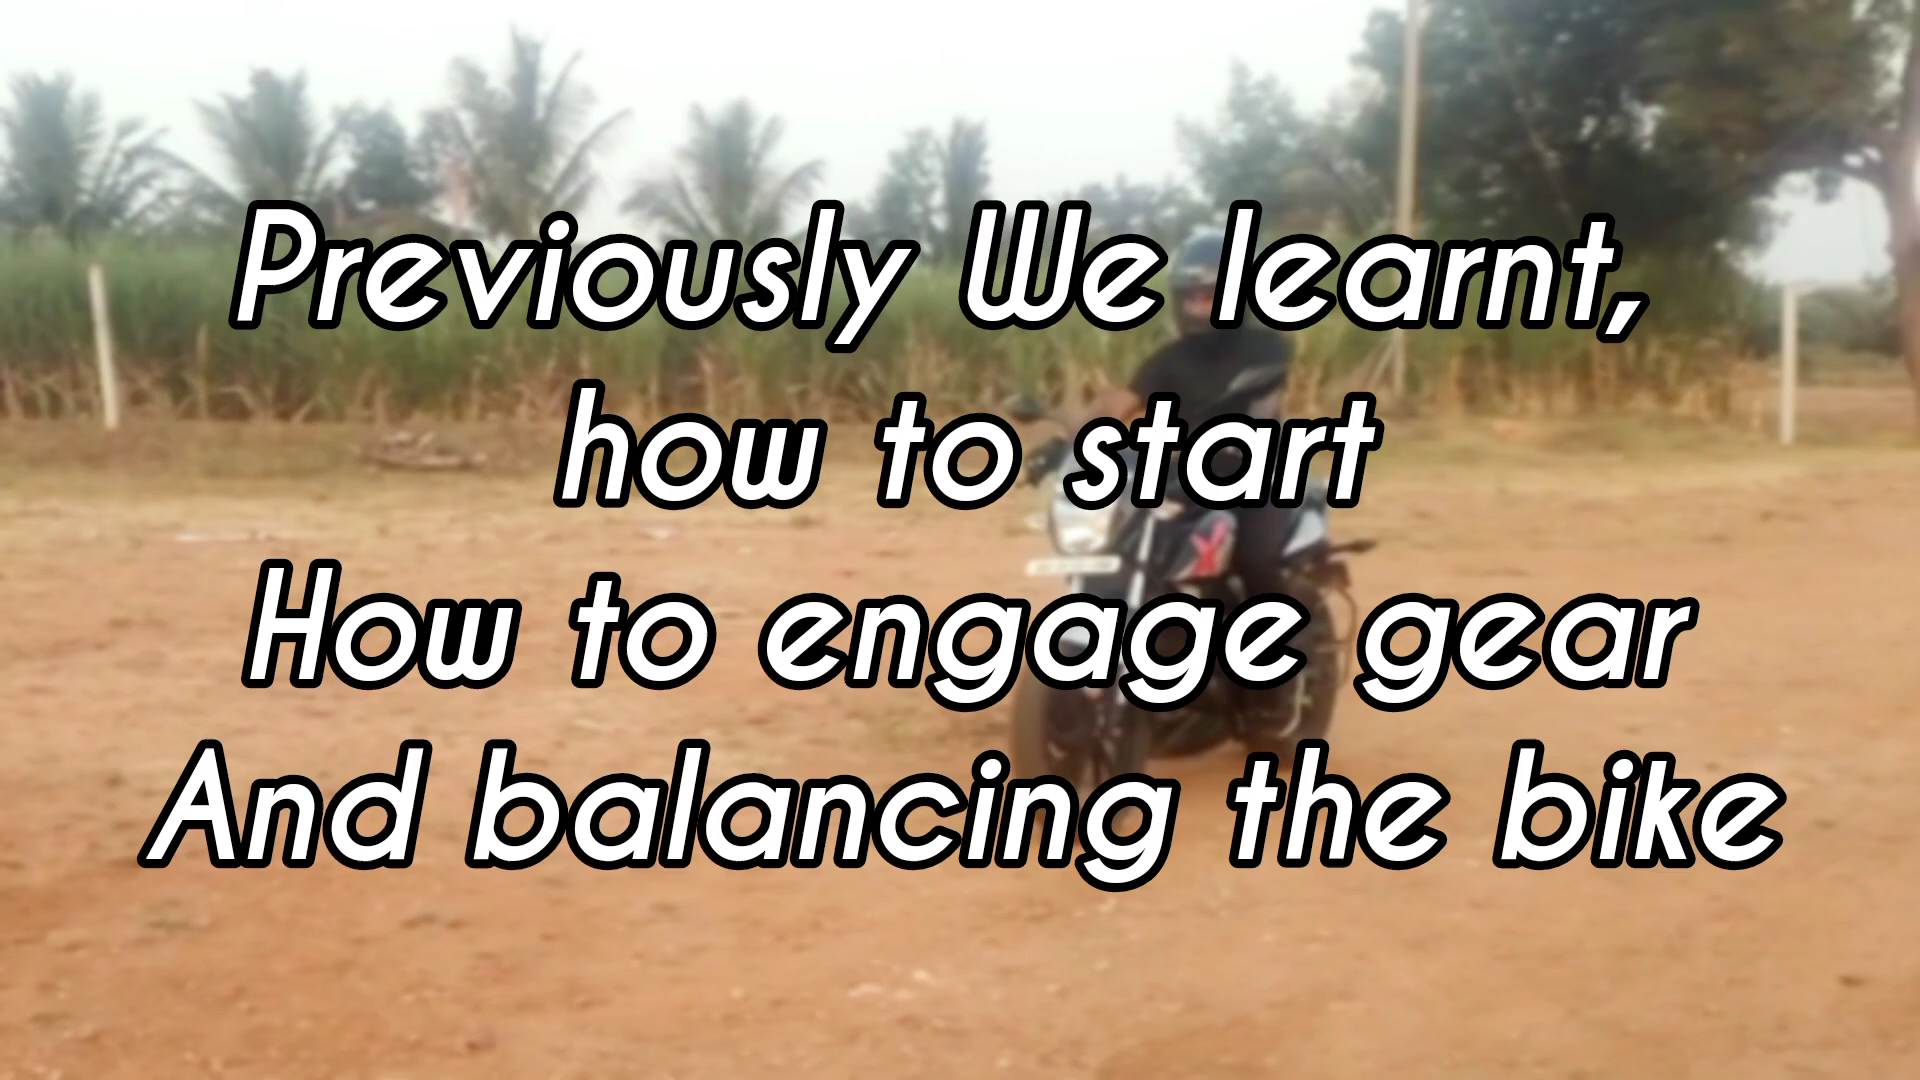 Previously We learnt,
how to start
How to engage gear
And balancing the bike